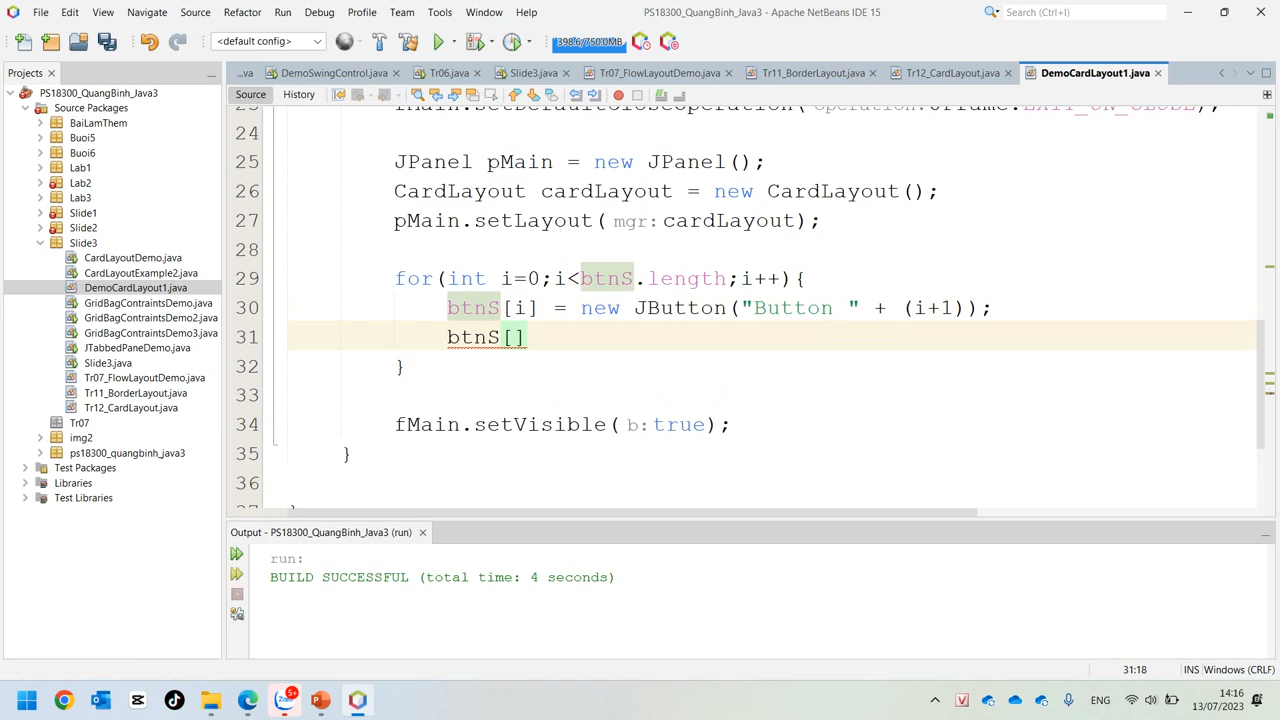 File Edit View Navigate Source Refactor Run Debug Profile Team Tools Window Help PS18300_QuangBinh_Java3 - Apache NetBeans IDE 15 Search (Ctrl+I)
<default config> 398.6/750.0MB
Projects ...va DemoSwingControl.java Tr06.java Slide3.java Tr07_FlowLayoutDemo.java Tr11_BorderLayout.java Tr12_CardLayout.java DemoCardLayout1.java
Source History
PS18300_QuangBinh_Java3
Source Packages
BaiLamThem
Buoi5
Buoi6
Lab1
Lab2
Lab3
Slide1
Slide2
Slide3
CardLayoutDemo.java
CardLayoutExample2.java
DemoCardLayout1.java
GridBagContraintsDemo.java
GridBagContraintsDemo2.java
GridBagContraintsDemo3.java
JTabbedPaneDemo.java
Slide3.java
Tr07_FlowLayoutDemo.java
Tr11_BorderLayout.java
Tr12_CardLayout.java
Tr07
img2
ps18300_quangbinh_java3
Test Packages
Libraries
Test Libraries
24
25 JPanel pMain = new JPanel();
26 CardLayout cardLayout = new CardLayout();
27 pMain.setLayout( mgr: cardLayout);
28
29 for(int i=0;i<btnS.length;i++){
30 btnS[i] = new JButton("Button " + (i+1));
31 btnS[]
32 }
33
34 fMain.setVisible( b: true);
35 }
36
Output - PS18300_QuangBinh_Java3 (run)
run:
BUILD SUCCESSFUL (total time: 4 seconds)
31:18 INS Windows (CRLF)
Zalo 5+ ENG 14:16
13/07/2023